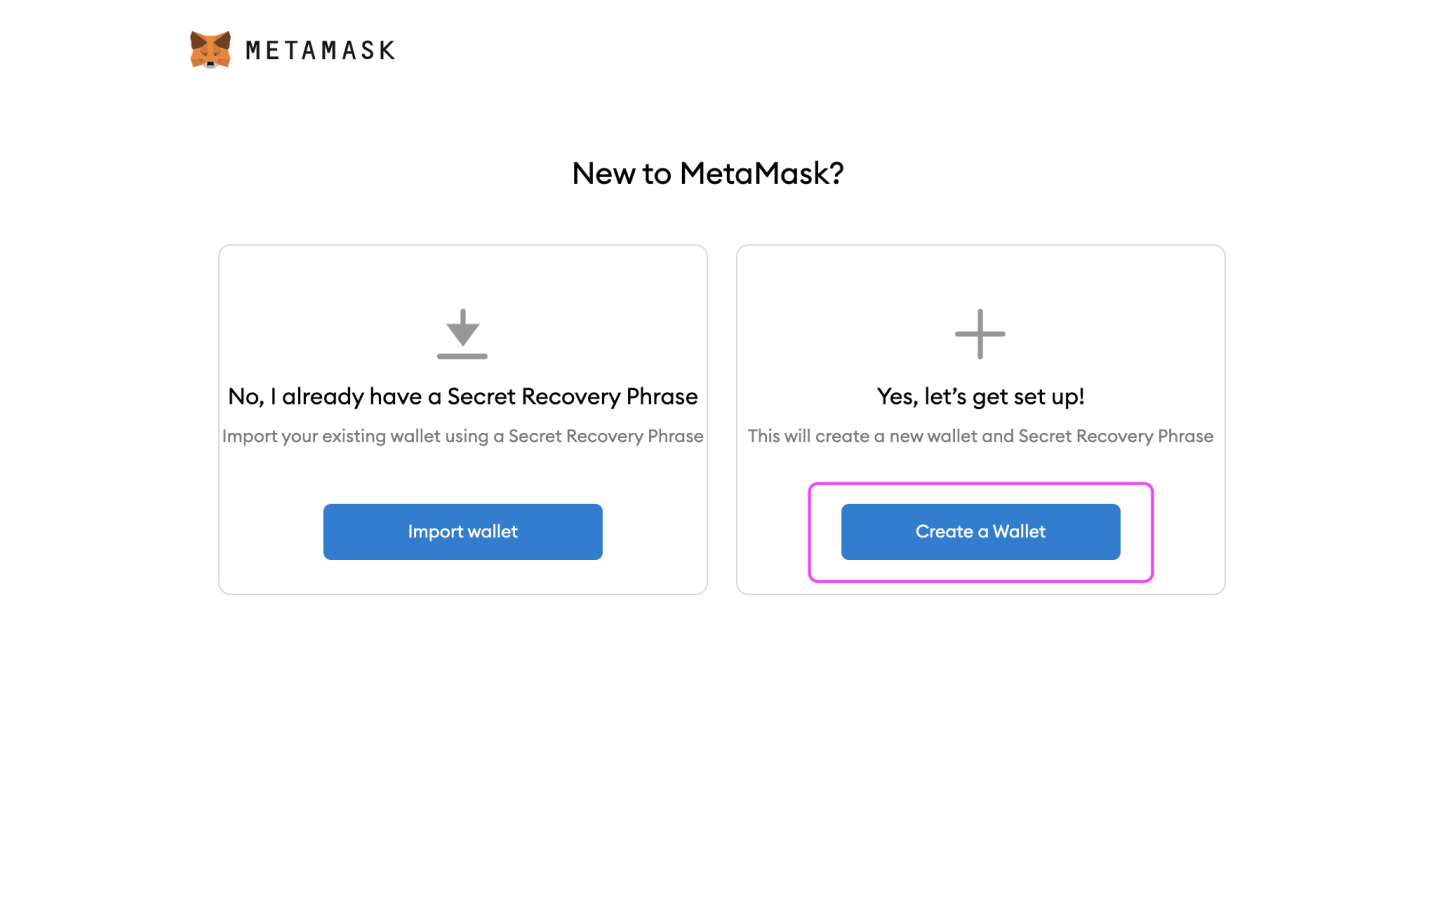 METAMASK
New to MetaMask?
No, I already have a Secret Recovery Phrase
Import your existing wallet using a Secret Recovery Phrase
Import wallet
Yes, let’s get set up!
This will create a new wallet and Secret Recovery Phrase
Create a Wallet